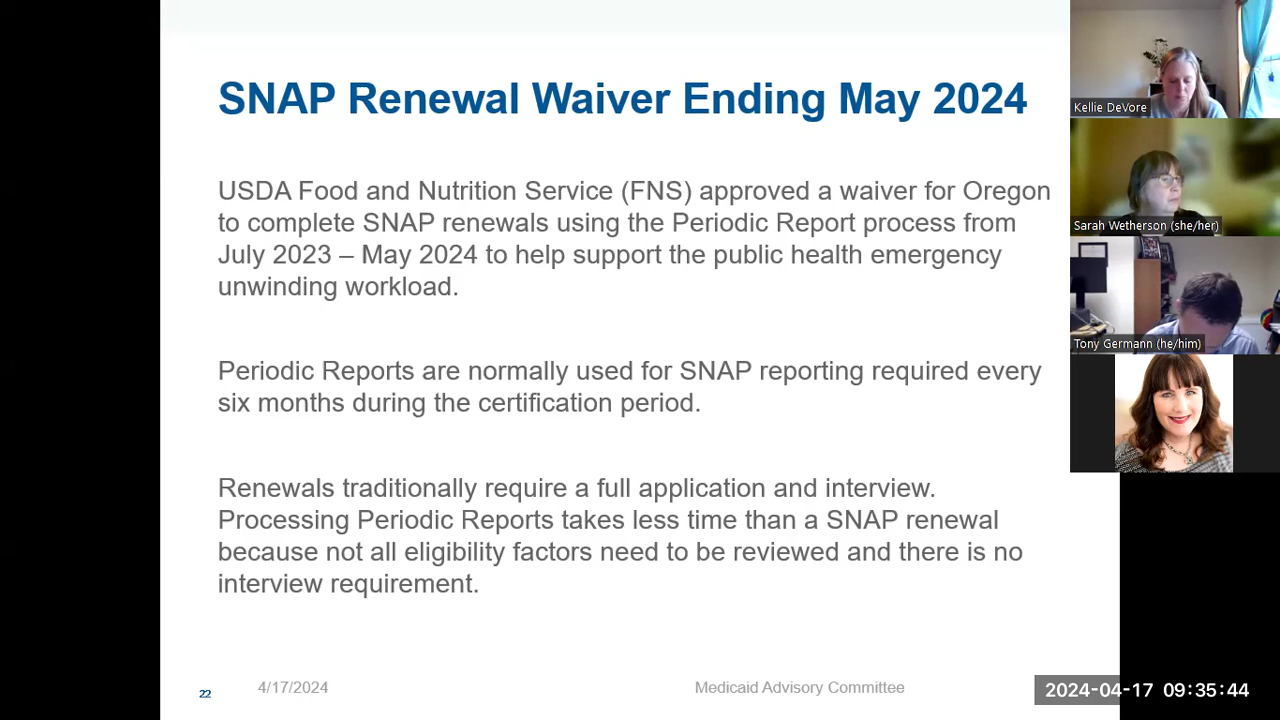 SNAP Renewal Waiver Ending May 2024
USDA Food and Nutrition Service (FNS) approved a waiver for Oregon
to complete SNAP renewals using the Periodic Report process from
July 2023 – May 2024 to help support the public health emergency
unwinding workload.
Periodic Reports are normally used for SNAP reporting required every
six months during the certification period.
Renewals traditionally require a full application and interview.
Processing Periodic Reports takes less time than a SNAP renewal
because not all eligibility factors need to be reviewed and there is no
interview requirement.
22
4/17/2024
Medicaid Advisory Committee
Kellie DeVore
Sarah Wetherson (she/her)
Tony Germann (he/him)
2024-04-17 09:35:44